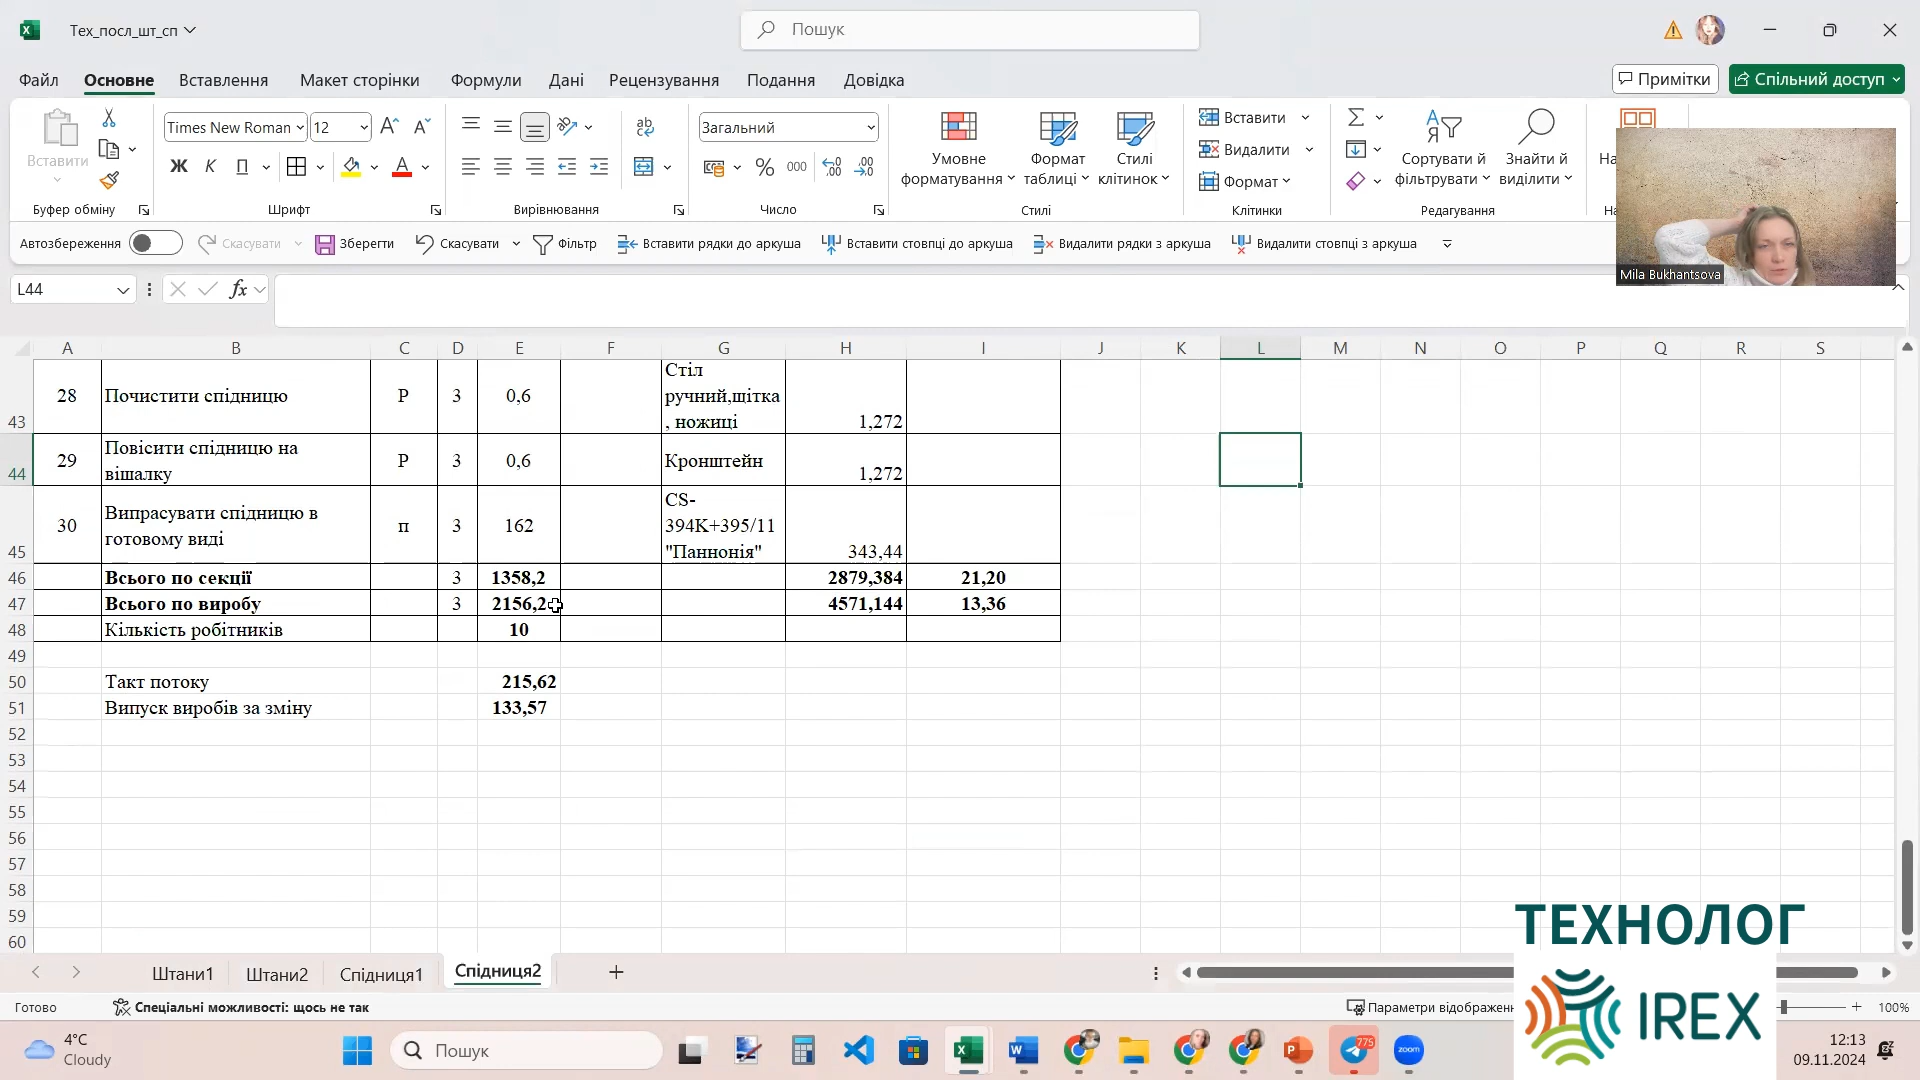 Тех_посл_шт_сп
Пошук
Файл Основне Вставлення Макет сторінки Формули Дані Рецензування Подання Довідка
Примітки Спільний доступ
Вставити
Буфер обміну
Times New Roman 12
Ж К П
Шрифт
Вирівнювання
Загальний
% 000
Число
Умовне форматування
Формат таблиці
Стилі клітинок
Стилі
Вставити
Видалити
Формат
Клітинки
Сортувати й фільтрувати
Знайти й виділити
Редагування
Автозбереження Скасувати Зберегти Скасувати Фільтр Вставити рядки до аркуша Вставити стовпці до аркуша Видалити рядки з аркуша Видалити стовпці з аркуша
Mila Bukhantsova
L44 fx
A B C D E F G H I J K L M N O P Q R S
43 28 Почистити спідницю Р 3 0,6 Стіл ручний,щітка , ножиці 1,272
44 29 Повісити спідницю на вішалку Р 3 0,6 Кронштейн 1,272
45 30 Випрасувати спідницю в готовому виді п 3 162 CS-394K+395/11 "Паннонія" 343,44
46 Всього по секції 3 1358,2 2879,384 21,20
47 Всього по виробу 3 2156,2 4571,144 13,36
48 Кількість робітників 10
49
50 Такт потоку 215,62
51 Випуск виробів за зміну 133,57
52
53
54
55
56
57
58
59
60
ТЕХНОЛОГ
IREX
Штани1 Штани2 Спідниця1 Спідниця2
Готово Спеціальні можливості: щось не так Параметри відображен 100%
4°C
Cloudy
Пошук
775
zoom
12:13
09.11.2024